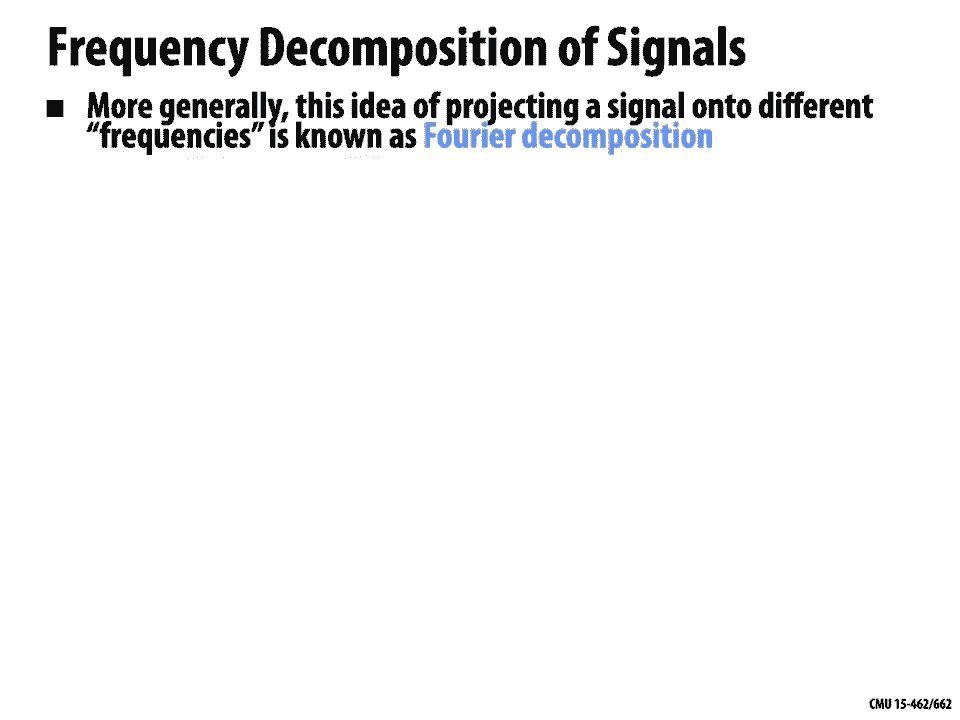 Frequency Decomposition of Signals
■ More generally, this idea of projecting a signal onto different
“frequencies” is known as Fourier decomposition
CMU 15-462/662